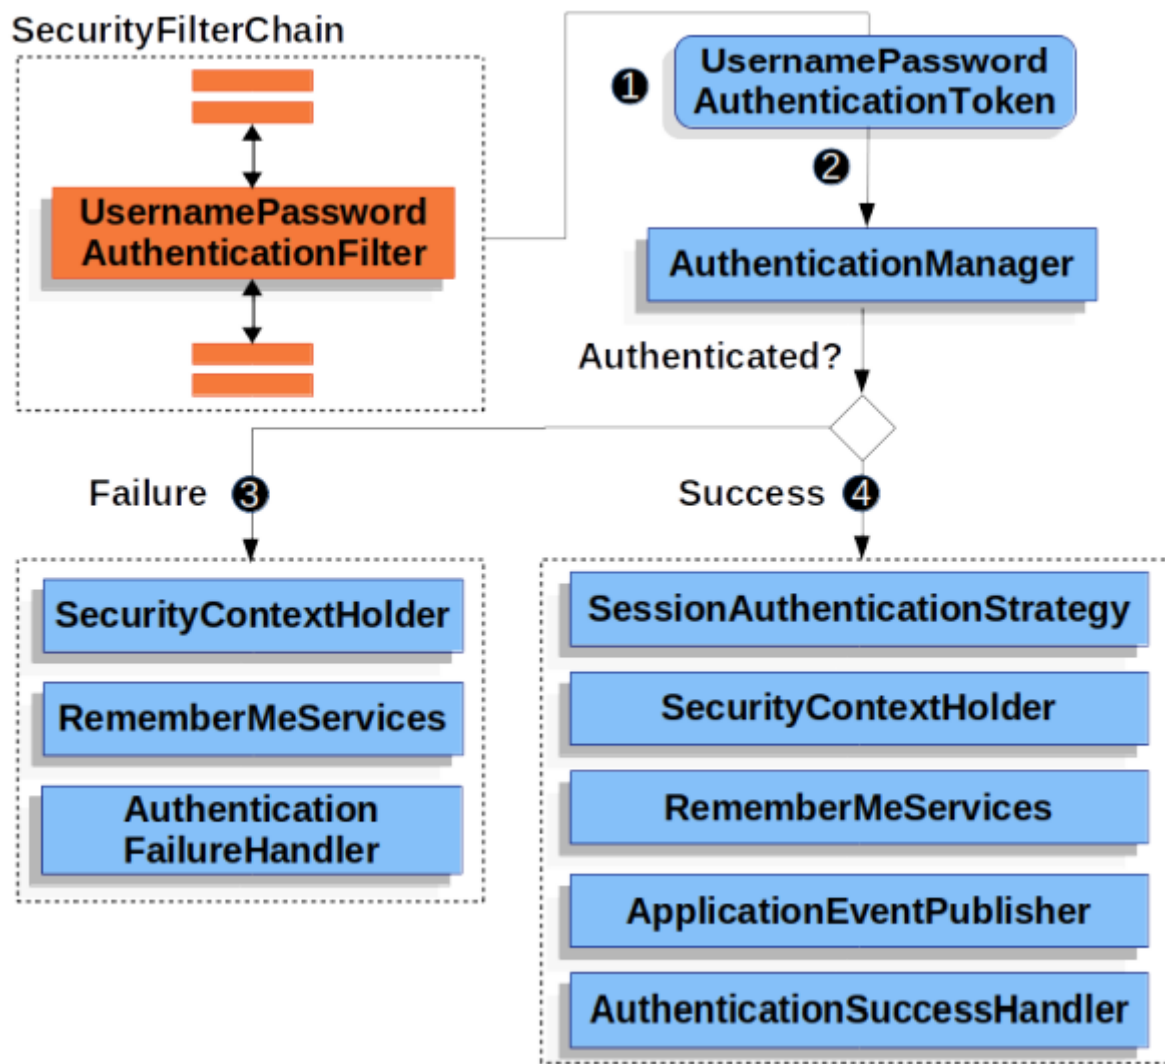 SecurityFilterChain
UsernamePassword
AuthenticationFilter
1
UsernamePassword
AuthenticationToken
2
AuthenticationManager
Authenticated?
Failure 3
Success 4
SecurityContextHolder
RememberMeServices
Authentication
FailureHandler
SessionAuthenticationStrategy
SecurityContextHolder
RememberMeServices
ApplicationEventPublisher
AuthenticationSuccessHandler